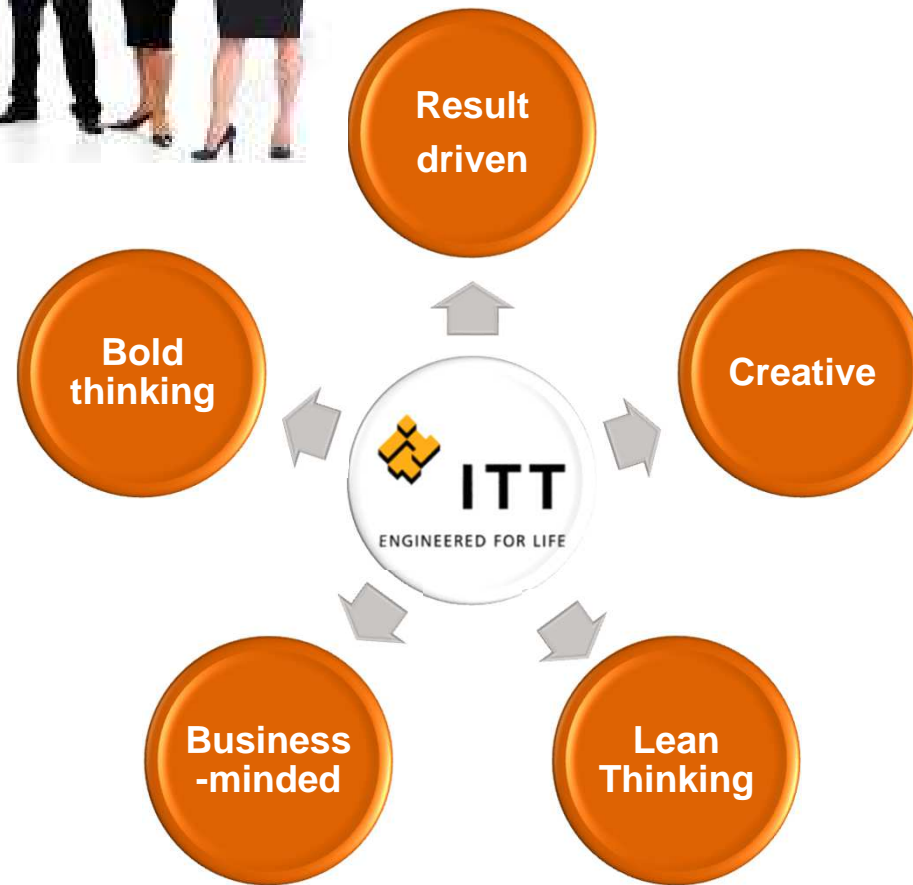 Result
driven
Bold
thinking
Creative
ITT
ENGINEERED FOR LIFE
Business
-minded
Lean
Thinking